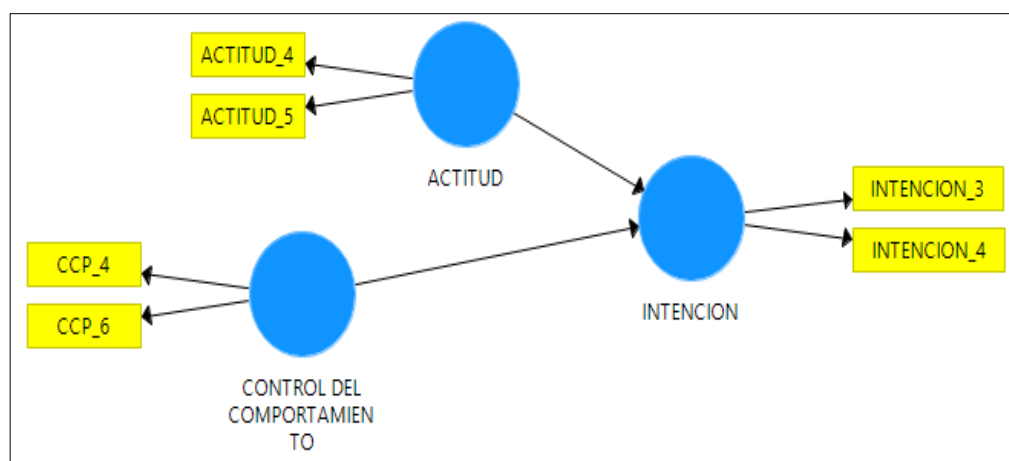 ACTITUD_4
ACTITUD_5
ACTITUD
INTENCION_3
INTENCION_4
INTENCION
CCP_4
CCP_6
CONTROL DEL
COMPORTAMIEN
TO